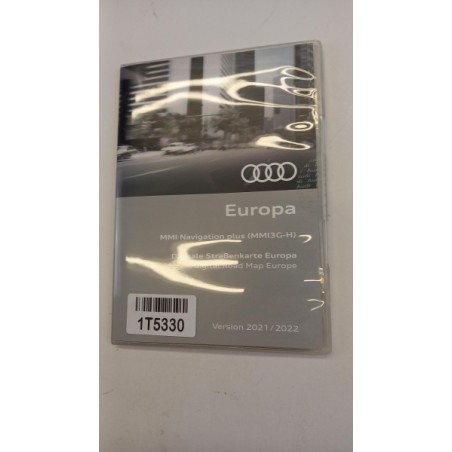 Europa
MMI Navigation plus (MMI3G-H)
Straßenkarte Europa
Road Map Europe
1T5330
Version 2021/2022